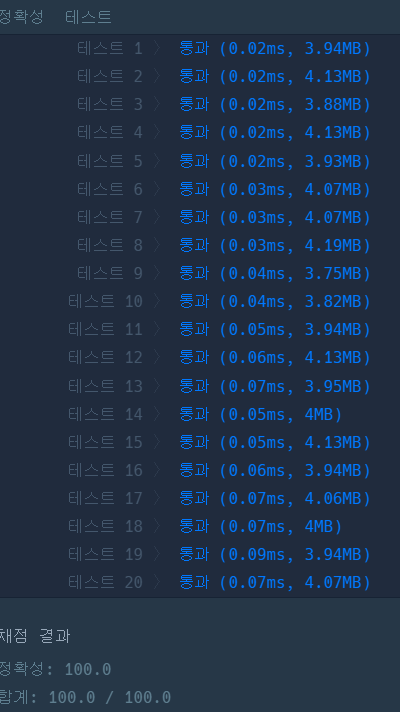 정확성 테스트
테스트 1 〉 통과 (0.02ms, 3.94MB)
테스트 2 〉 통과 (0.02ms, 4.13MB)
테스트 3 〉 통과 (0.02ms, 3.88MB)
테스트 4 〉 통과 (0.02ms, 4.13MB)
테스트 5 〉 통과 (0.02ms, 3.93MB)
테스트 6 〉 통과 (0.03ms, 4.07MB)
테스트 7 〉 통과 (0.03ms, 4.07MB)
테스트 8 〉 통과 (0.03ms, 4.19MB)
테스트 9 〉 통과 (0.04ms, 3.75MB)
테스트 10 〉 통과 (0.04ms, 3.82MB)
테스트 11 〉 통과 (0.05ms, 3.94MB)
테스트 12 〉 통과 (0.06ms, 4.13MB)
테스트 13 〉 통과 (0.07ms, 3.95MB)
테스트 14 〉 통과 (0.05ms, 4MB)
테스트 15 〉 통과 (0.05ms, 4.13MB)
테스트 16 〉 통과 (0.06ms, 3.94MB)
테스트 17 〉 통과 (0.07ms, 4.06MB)
테스트 18 〉 통과 (0.07ms, 4MB)
테스트 19 〉 통과 (0.09ms, 3.94MB)
테스트 20 〉 통과 (0.07ms, 4.07MB)
채점 결과
정확성: 100.0
합계: 100.0 / 100.0